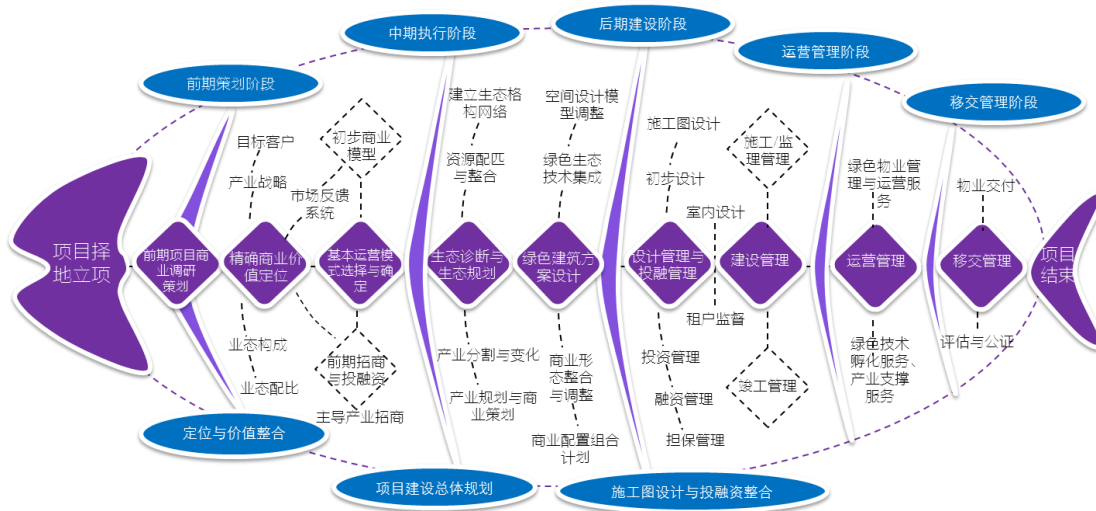 中期执行阶段
后期建设阶段
运营管理阶段
前期策划阶段
移交管理阶段
建立生态格
构网络
空间设计模
型调整
目标客户
初步商业
模型
施工图设计
施工/监
理管理
资源配匹
与整合
绿色生态
技术集成
产业战略
市场反馈
系统
初步设计
绿色物业管
理与运营服
务
物业交付
室内设计
项目择
地立项
前期项目商
业调研
策划
精确商业价
值定位
基本运营模
式选择与确
定
生态诊断与
生态规划
绿色建筑方
案设计
设计管理与
投融管理
建设管理
运营管理
移交管理
项目
结束
租户监督
业态构成
业态配比
前期招商
与投融资
主导产业招商
产业分割与变化
产业规划与商
业策划
商业形
态整合
与调整
商业配置组合
计划
投资管理
融资管理
担保管理
竣工管理
绿色技术
孵化服务、
产业支撑
服务
评估与公证
定位与价值整合
项目建设总体规划
施工图设计与投融资整合